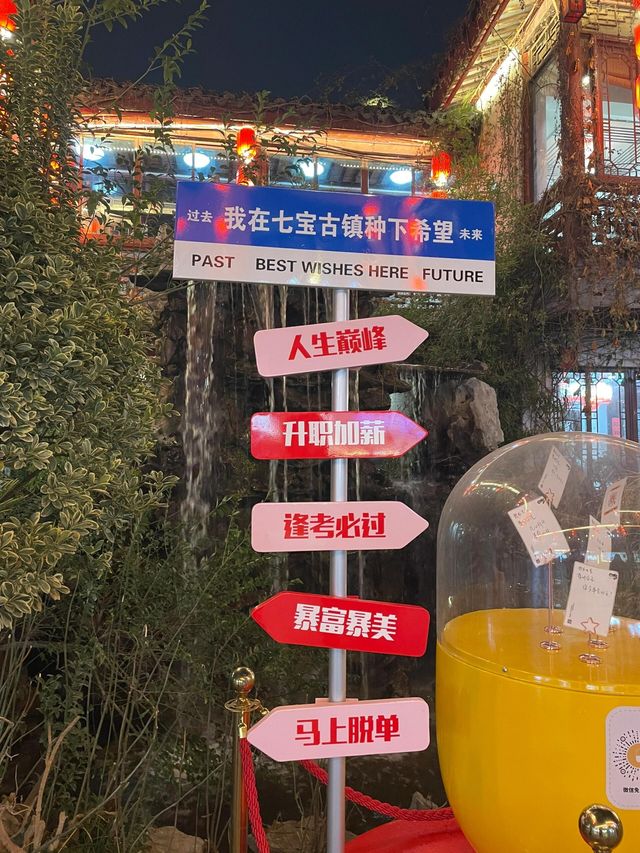 过去 我在七宝古镇种下希望 未来
PAST BEST WISHES HERE FUTURE
人生巅峰
升职加薪
逢考必过
暴富暴美
马上脱单